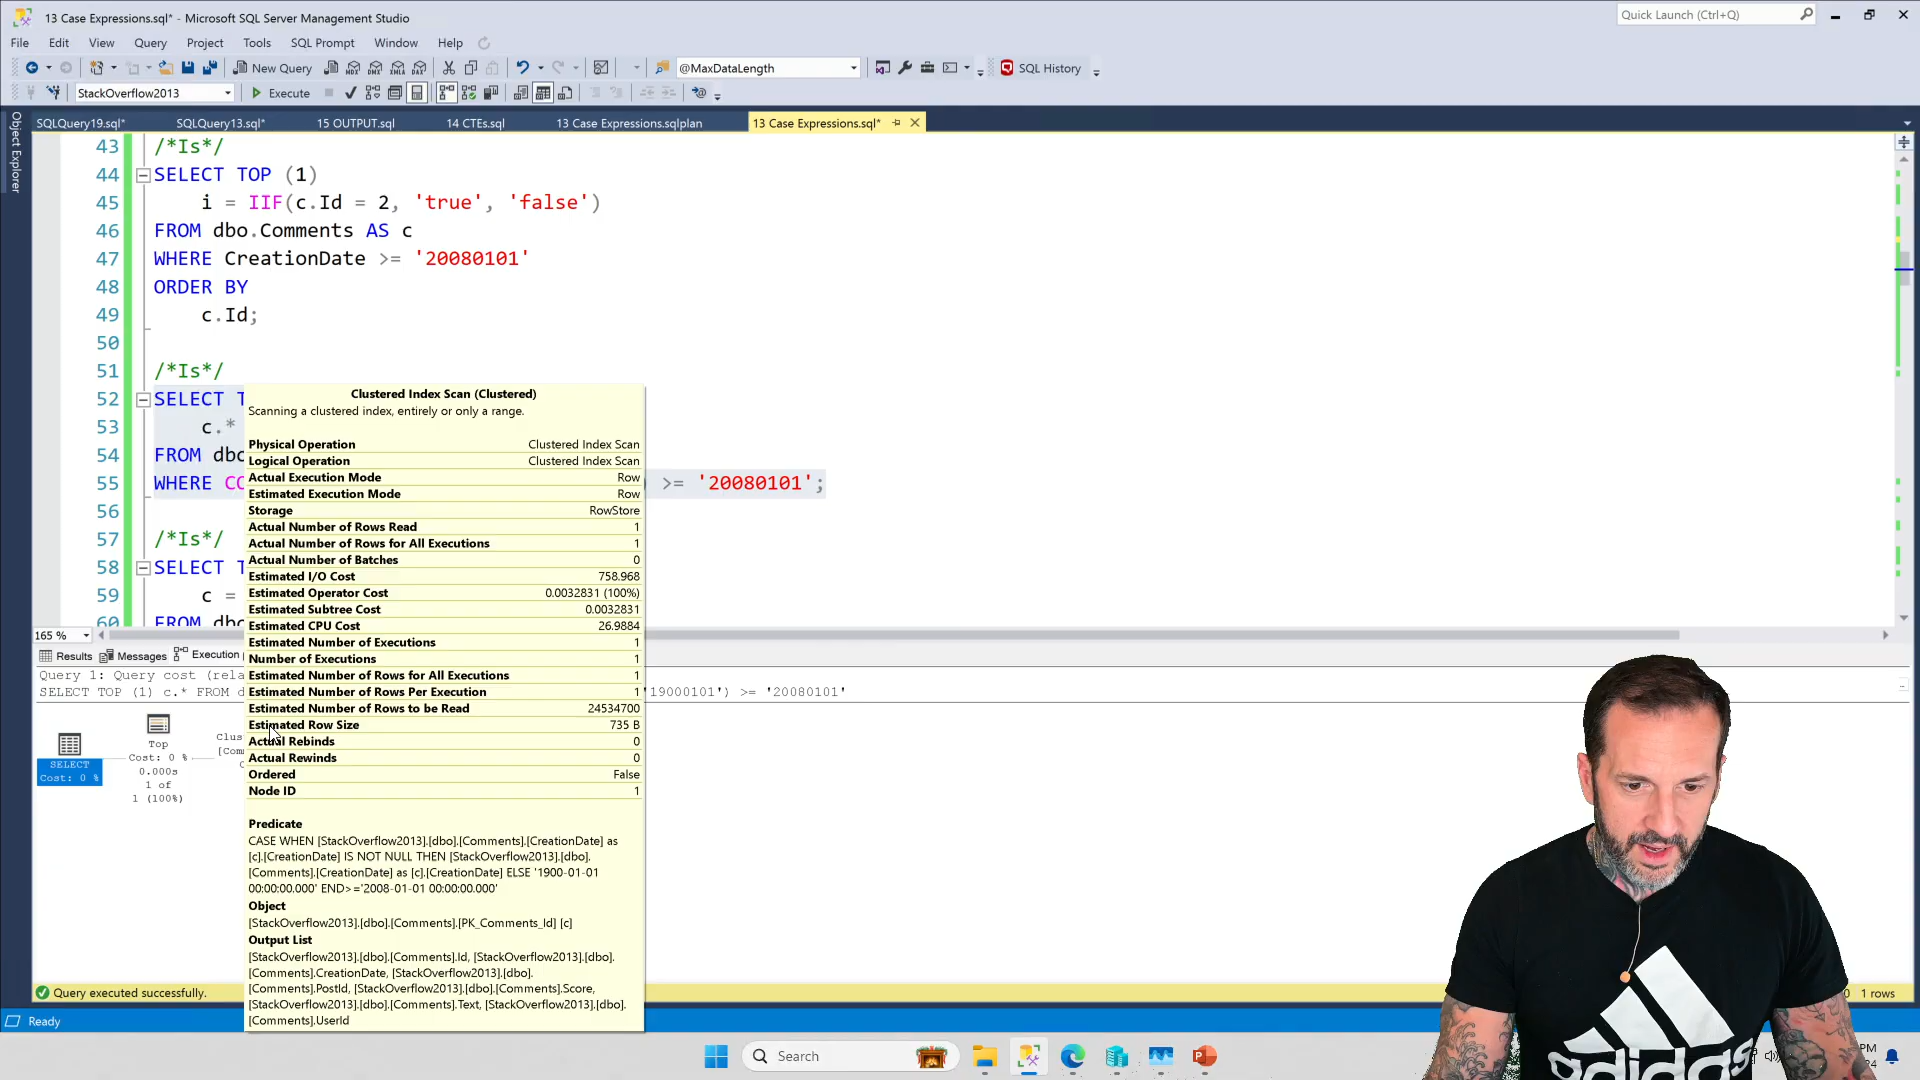 13 Case Expressions.sql* - Microsoft SQL Server Management Studio
Quick Launch (Ctrl+Q)
File Edit View Query Project Tools SQL Prompt Window Help
New Query MDX DMX XMLA DAX @MaxDataLength SQL History
StackOverflow2013 Execute
SQLQuery19.sql* SQLQuery13.sql* 15 OUTPUT.sql 14 CTEs.sql 13 Case Expressions.sqlplan 13 Case Expressions.sql*
Object Explorer
43 /*Is*/
44 SELECT TOP (1)
45 i = IIF(c.Id = 2, 'true', 'false')
46 FROM dbo.Comments AS c
47 WHERE CreationDate >= '20080101'
48 ORDER BY
49 c.Id;
50
51 /*Is*/
52 SELECT T
53 c.*
54 FROM dbo
55 WHERE CO ) >= '20080101';
56
57 /*Is*/
58 SELECT T
59 c =
60 FROM dbo
165 %
Results Messages Execution
Query 1: Query cost (rela
SELECT TOP (1) c.* FROM d '19000101') >= '20080101'
SELECT
Cost: 0 %
Top
Cost: 0 %
0.000s
1 of
1 (100%)
Clus
[Com
Clustered Index Scan (Clustered)
Scanning a clustered index, entirely or only a range.
Physical Operation Clustered Index Scan
Logical Operation Clustered Index Scan
Actual Execution Mode Row
Estimated Execution Mode Row
Storage RowStore
Actual Number of Rows Read 1
Actual Number of Rows for All Executions 1
Actual Number of Batches 0
Estimated I/O Cost 758.968
Estimated Operator Cost 0.0032831 (100%)
Estimated Subtree Cost 0.0032831
Estimated CPU Cost 26.9884
Estimated Number of Executions 1
Number of Executions 1
Estimated Number of Rows for All Executions 1
Estimated Number of Rows Per Execution 1
Estimated Number of Rows to be Read 24534700
Estimated Row Size 735 B
Actual Rebinds 0
Actual Rewinds 0
Ordered False
Node ID 1
Predicate
CASE WHEN [StackOverflow2013].[dbo].[Comments].[CreationDate] as
[c].[CreationDate] IS NOT NULL THEN [StackOverflow2013].[dbo].
[Comments].[CreationDate] as [c].[CreationDate] ELSE '1900-01-01
00:00:00.000' END>='2008-01-01 00:00:00.000'
Object
[StackOverflow2013].[dbo].[Comments].[PK_Comments_Id] [c]
Output List
[StackOverflow2013].[dbo].[Comments].Id, [StackOverflow2013].[dbo].
[Comments].CreationDate, [StackOverflow2013].[dbo].
[Comments].PostId, [StackOverflow2013].[dbo].[Comments].Score,
[StackOverflow2013].[dbo].[Comments].Text, [StackOverflow2013].[dbo].
[Comments].UserId
Query executed successfully.
1 rows
Ready
Search
PM
adidas